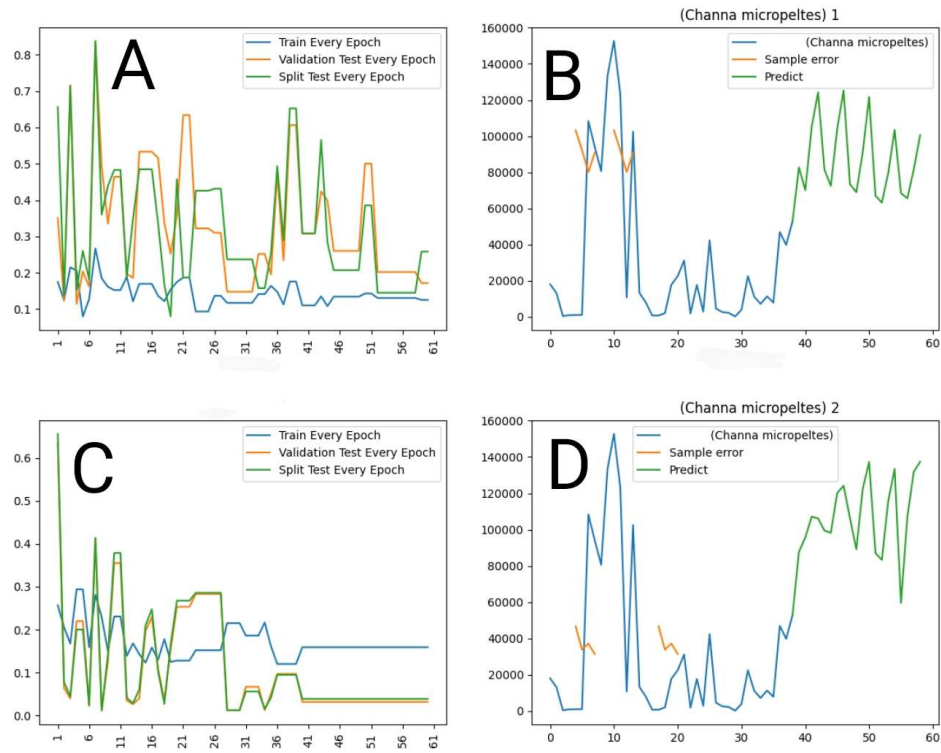 A
Train Every Epoch
Validation Test Every Epoch
Split Test Every Epoch
0.8
0.7
0.6
0.5
0.4
0.3
0.2
0.1
1 6 11 16 21 26 31 36 41 46 51 56 61
(Channa micropeltes) 1
B
(Channa micropeltes)
Sample error
Predict
160000
140000
120000
100000
80000
60000
40000
20000
0
0 10 20 30 40 50 60
C
Train Every Epoch
Validation Test Every Epoch
Split Test Every Epoch
0.6
0.5
0.4
0.3
0.2
0.1
0.0
1 6 11 16 21 26 31 36 41 46 51 56 61
(Channa micropeltes) 2
D
(Channa micropeltes)
Sample error
Predict
160000
140000
120000
100000
80000
60000
40000
20000
0
0 10 20 30 40 50 60